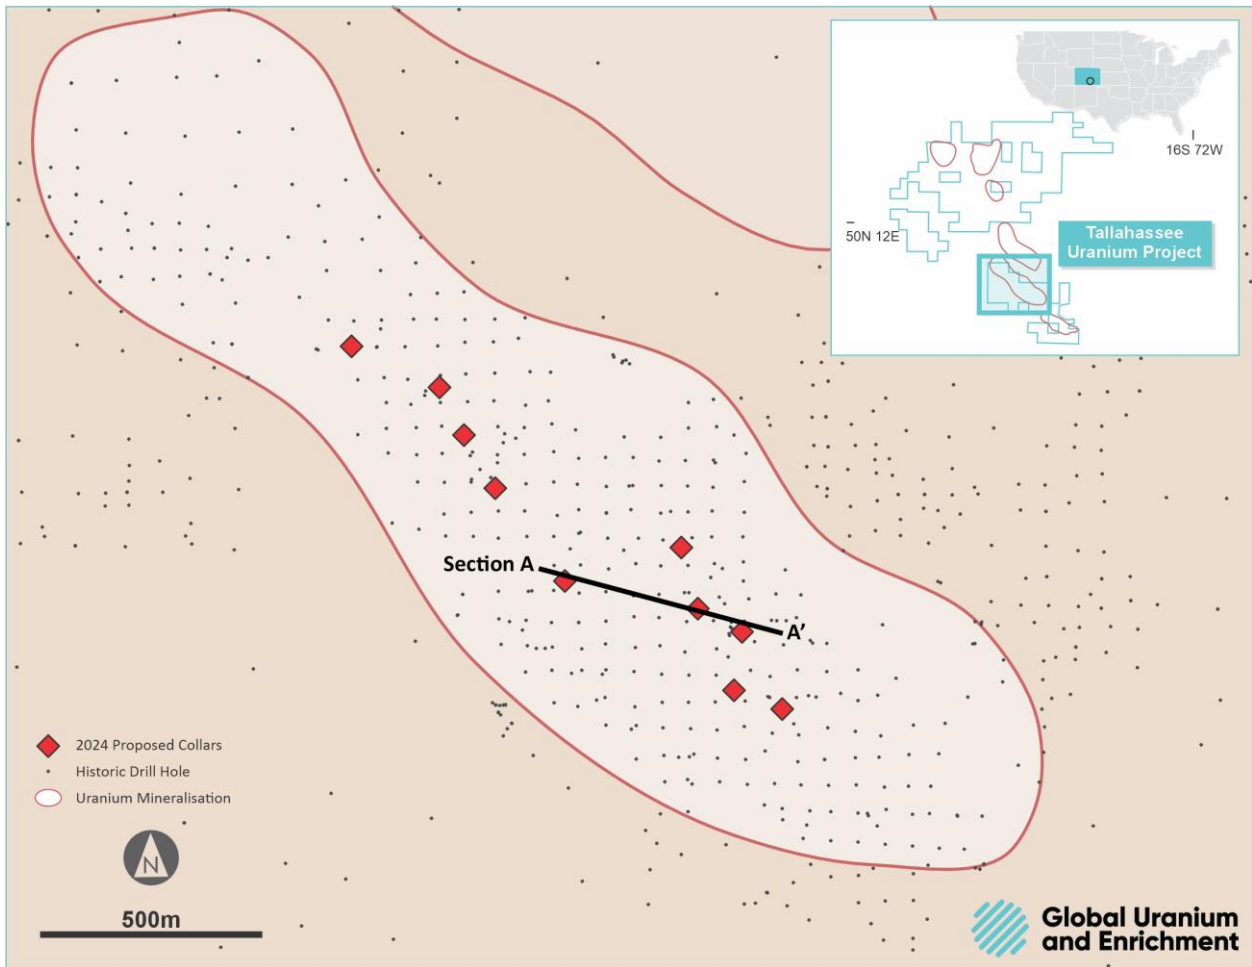 16S 72W
50N 12E
Tallahassee
Uranium Project
Section A
A’
2024 Proposed Collars
Historic Drill Hole
Uranium Mineralisation
N
500m
Global Uranium
and Enrichment